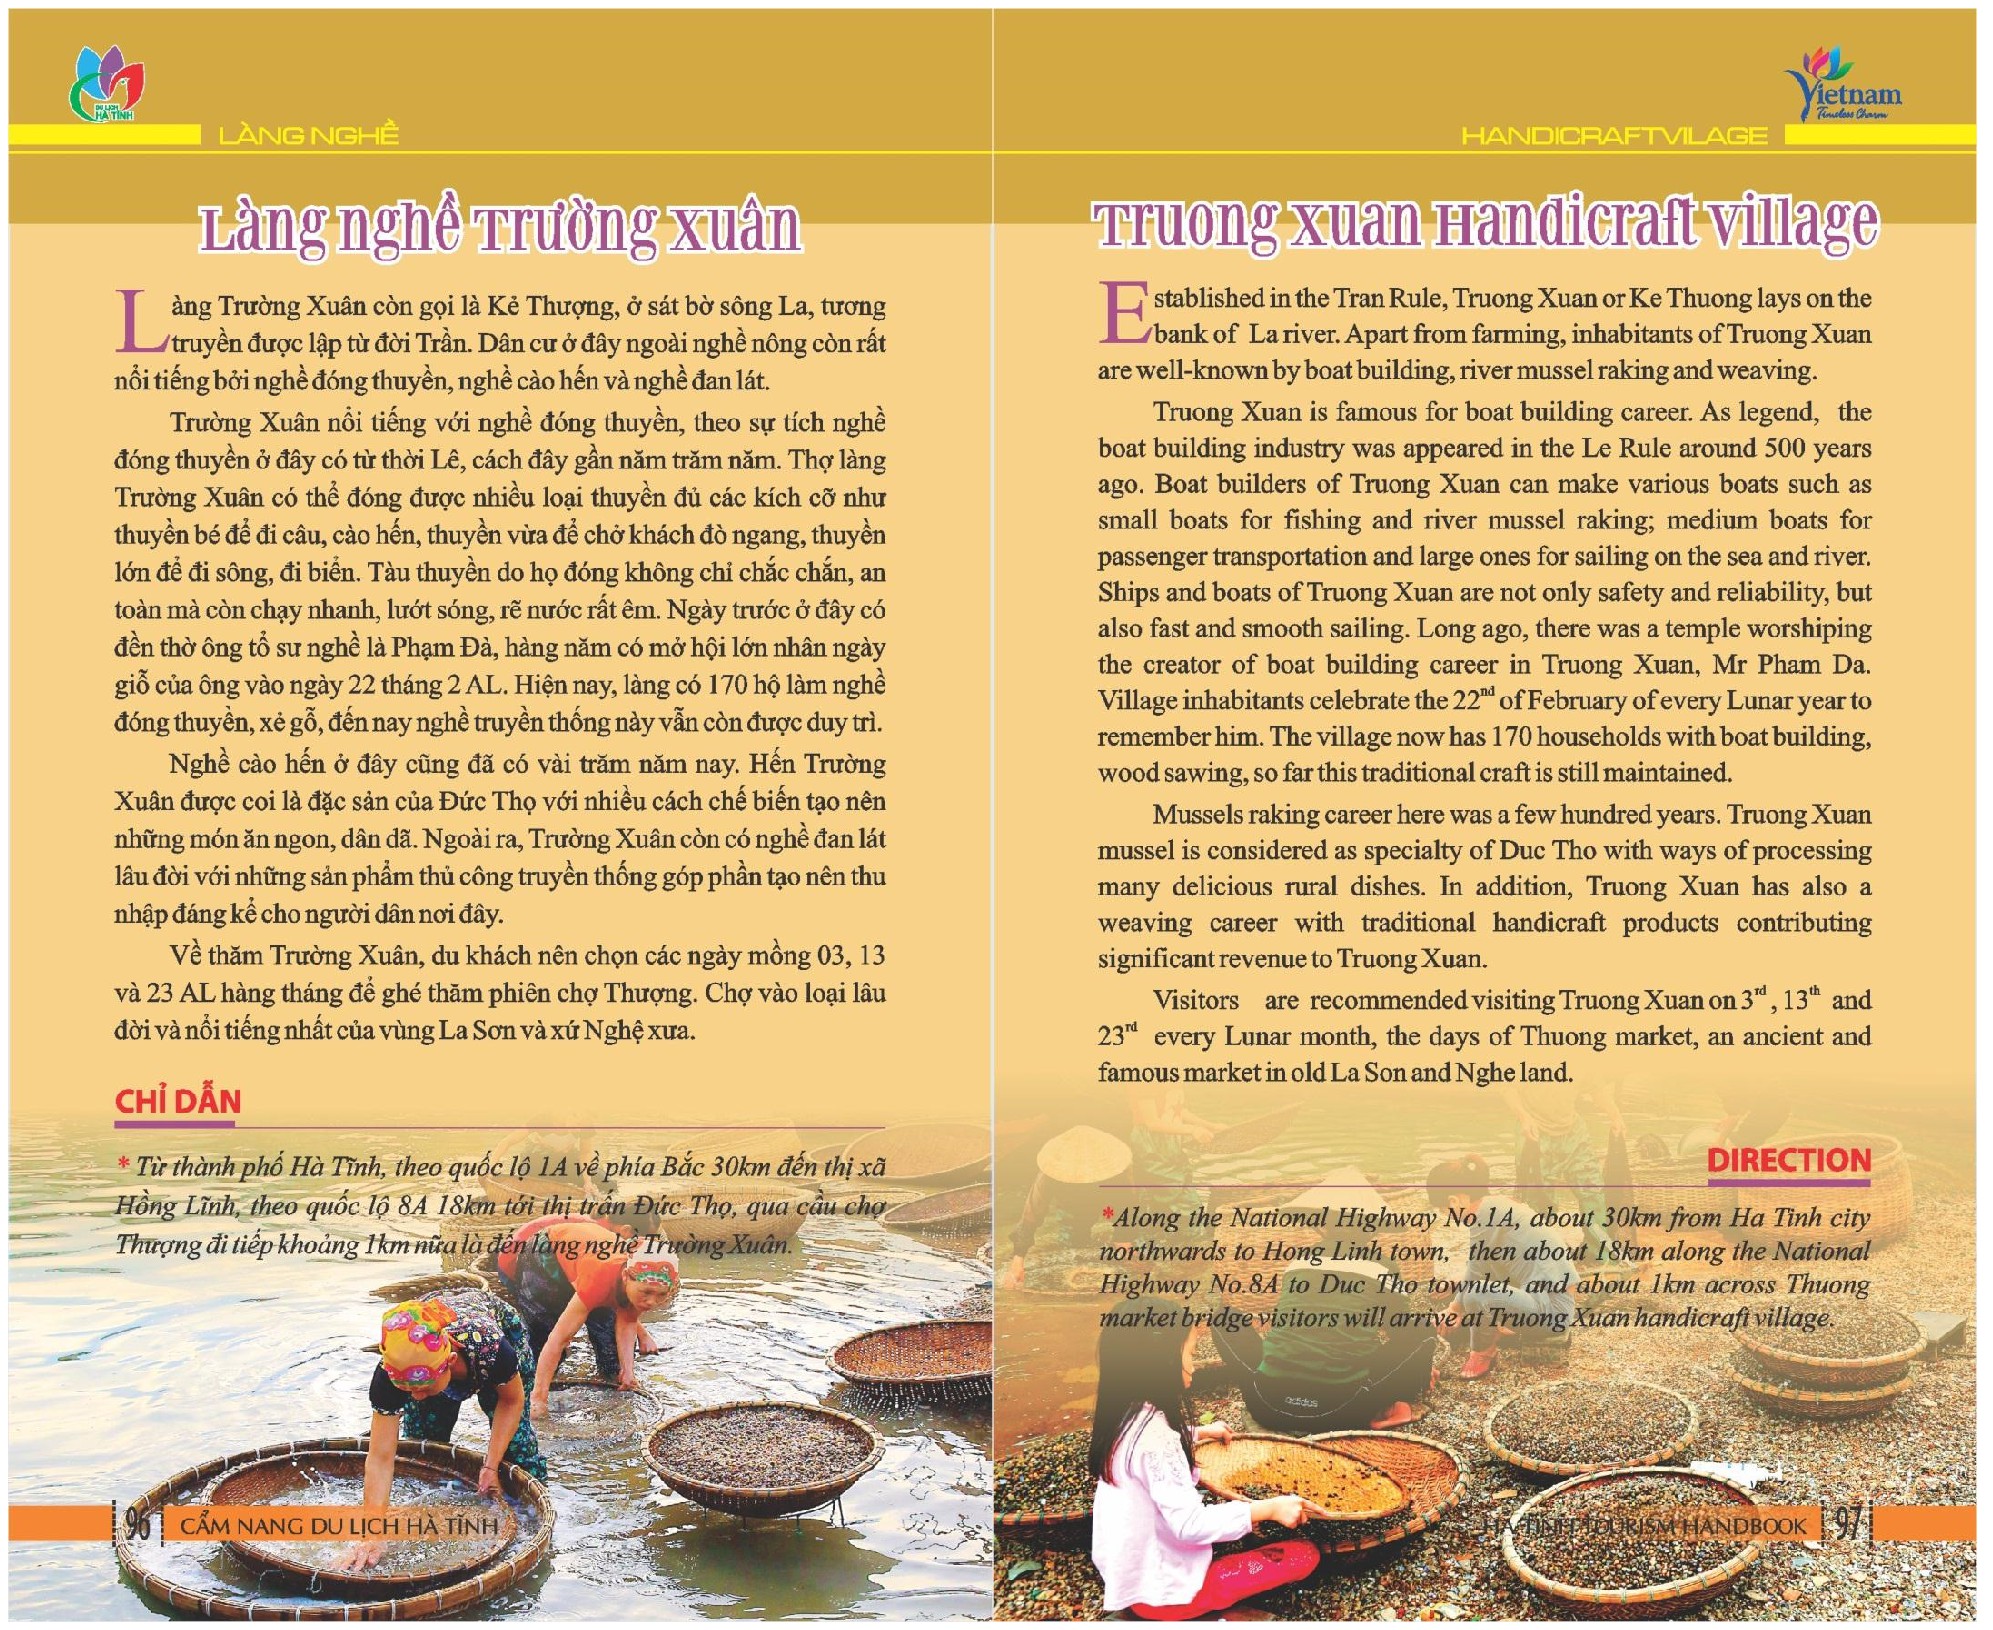 DU LỊCH
HÀ TĨNH
LÀNG NGHỀ
Làng nghề Trường Xuân
Làng Trường Xuân còn gọi là Kẻ Thượng, ở sát bờ sông La, tương
truyền được lập từ đời Trần. Dân cư ở đây ngoài nghề nông còn rất
nổi tiếng bởi nghề đóng thuyền, nghề cào hến và nghề đan lát.
Trường Xuân nổi tiếng với nghề đóng thuyền, theo sự tích nghề
đóng thuyền ở đây có từ thời Lê, cách đây gần năm trăm năm. Thợ làng
Trường Xuân có thể đóng được nhiều loại thuyền đủ các kích cỡ như
thuyền bé để đi câu, cào hến, thuyền vừa để chở khách đò ngang, thuyền
lớn để đi sông, đi biển. Tàu thuyền do họ đóng không chỉ chắc chắn, an
toàn mà còn chạy nhanh, lướt sóng, rẽ nước rất êm. Ngày trước ở đây có
đền thờ ông tổ sư nghề là Phạm Đà, hàng năm có mở hội lớn nhân ngày
giỗ của ông vào ngày 22 tháng 2 AL. Hiện nay, làng có 170 hộ làm nghề
đóng thuyền, xẻ gỗ, đến nay nghề truyền thống này vẫn còn được duy trì.
Nghề cào hến ở đây cũng đã có vài trăm năm nay. Hến Trường
Xuân được coi là đặc sản của Đức Thọ với nhiều cách chế biến tạo nên
những món ăn ngon, dân dã. Ngoài ra, Trường Xuân còn có nghề đan lát
lâu đời với những sản phẩm thủ công truyền thống góp phần tạo nên thu
nhập đáng kể cho người dân nơi đây.
Về thăm Trường Xuân, du khách nên chọn các ngày mồng 03, 13
và 23 AL hàng tháng để ghé thăm phiên chợ Thượng. Chợ vào loại lâu
đời và nổi tiếng nhất của vùng La Sơn và xứ Nghệ xưa.
CHỈ DẪN
* Từ thành phố Hà Tĩnh, theo quốc lộ 1A về phía Bắc 30km đến thị xã
Hồng Lĩnh, theo quốc lộ 8A 18km tới thị trấn Đức Thọ, qua cầu chợ
Thượng đi tiếp khoảng 1km nữa là đến làng nghề Trường Xuân.
96 CẨM NANG DU LỊCH HÀ TĨNH
Vietnam
Timeless Charm
HANDICRAFTVILAGE
Truong Xuan Handicraft Village
Established in the Tran Rule, Truong Xuan or Ke Thuong lays on the
bank of La river. Apart from farming, inhabitants of Truong Xuan
are well-known by boat building, river mussel raking and weaving.
Truong Xuan is famous for boat building career. As legend, the
boat building industry was appeared in the Le Rule around 500 years
ago. Boat builders of Truong Xuan can make various boats such as
small boats for fishing and river mussel raking; medium boats for
passenger transportation and large ones for sailing on the sea and river.
Ships and boats of Truong Xuan are not only safety and reliability, but
also fast and smooth sailing. Long ago, there was a temple worshiping
the creator of boat building career in Truong Xuan, Mr Pham Da.
Village inhabitants celebrate the 22nd of February of every Lunar year to
remember him. The village now has 170 households with boat building,
wood sawing, so far this traditional craft is still maintained.
Mussels raking career here was a few hundred years. Truong Xuan
mussel is considered as specialty of Duc Tho with ways of processing
many delicious rural dishes. In addition, Truong Xuan has also a
weaving career with traditional handicraft products contributing
significant revenue to Truong Xuan.
Visitors are recommended visiting Truong Xuan on 3rd, 13th and
23rd every Lunar month, the days of Thuong market, an ancient and
famous market in old La Son and Nghe land.
DIRECTION
*Along the National Highway No.1A, about 30km from Ha Tinh city
northwards to Hong Linh town, then about 18km along the National
Highway No.8A to Duc Tho townlet, and about 1km across Thuong
market bridge visitors will arrive at Truong Xuan handicraft village.
adidas
HA TINH TOURISM HANDBOOK 97